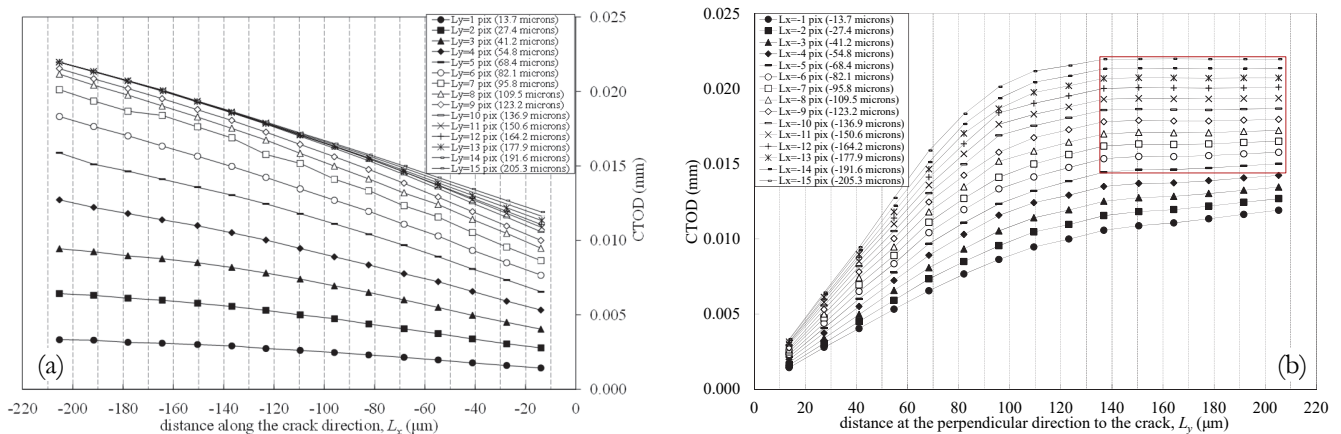 Ly=1 pix (13.7 microns)
Ly=2 pix (27.4 microns)
Ly=3 pix (41.2 microns)
Ly=4 pix (54.8 microns)
Ly=5 pix (68.4 microns)
Ly=6 pix (82.1 microns)
Ly=7 pix (95.8 microns)
Ly=8 pix (109.5 microns)
Ly=9 pix (123.2 microns)
Ly=10 pix (136.9 microns)
Ly=11 pix (150.6 microns)
Ly=12 pix (164.2 microns)
Ly=13 pix (177.9 microns)
Ly=14 pix (191.6 microns)
Ly=15 pix (205.3 microns)
0.025
0.020
0.015
0.010
0.005
0.000
CTOD (mm)
(a)
-220 -200 -180 -160 -140 -120 -100 -80 -60 -40 -20 0
distance along the crack direction, Lx (μm)
0.025
0.020
0.015
0.010
0.005
0.000
CTOD (mm)
Lx=-1 pix (-13.7 microns)
Lx=-2 pix (-27.4 microns)
Lx=-3 pix (-41.2 microns)
Lx=-4 pix (-54.8 microns)
Lx=-5 pix (-68.4 microns)
Lx=-6 pix (-82.1 microns)
Lx=-7 pix (-95.8 microns)
Lx=-8 pix (-109.5 microns)
Lx=-9 pix (-123.2 microns)
Lx=-10 pix (-136.9 microns)
Lx=-11 pix (-150.6 microns)
Lx=-12 pix (-164.2 microns)
Lx=-13 pix (-177.9 microns)
Lx=-14 pix (-191.6 microns)
Lx=-15 pix (-205.3 microns)
(b)
0 20 40 60 80 100 120 140 160 180 200 220
distance at the perpendicular direction to the crack, Ly (μm)